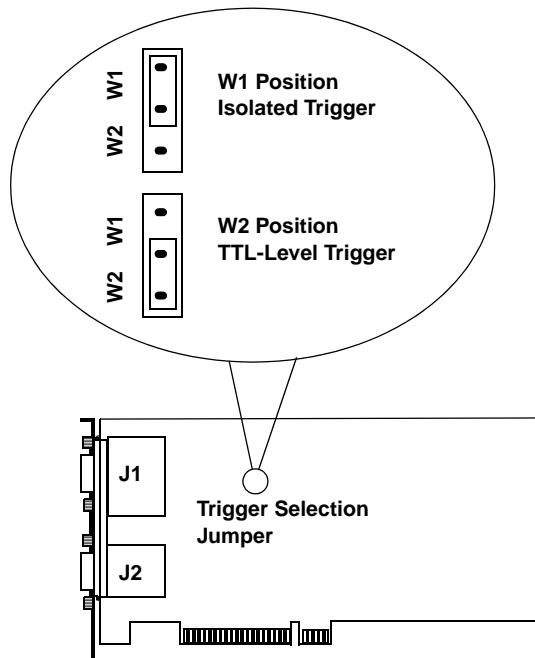 W1
W2
W1 Position
Isolated Trigger
W1
W2
W2 Position
TTL-Level Trigger
J1
Trigger Selection
Jumper
J2